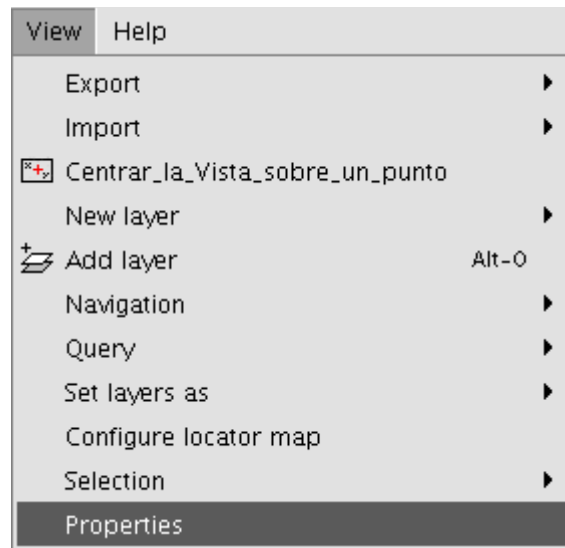 View Help
Export
Import
Centrar_la_Vista_sobre_un_punto
New layer
Add layer Alt-O
Navigation
Query
Set layers as
Configure locator map
Selection
Properties